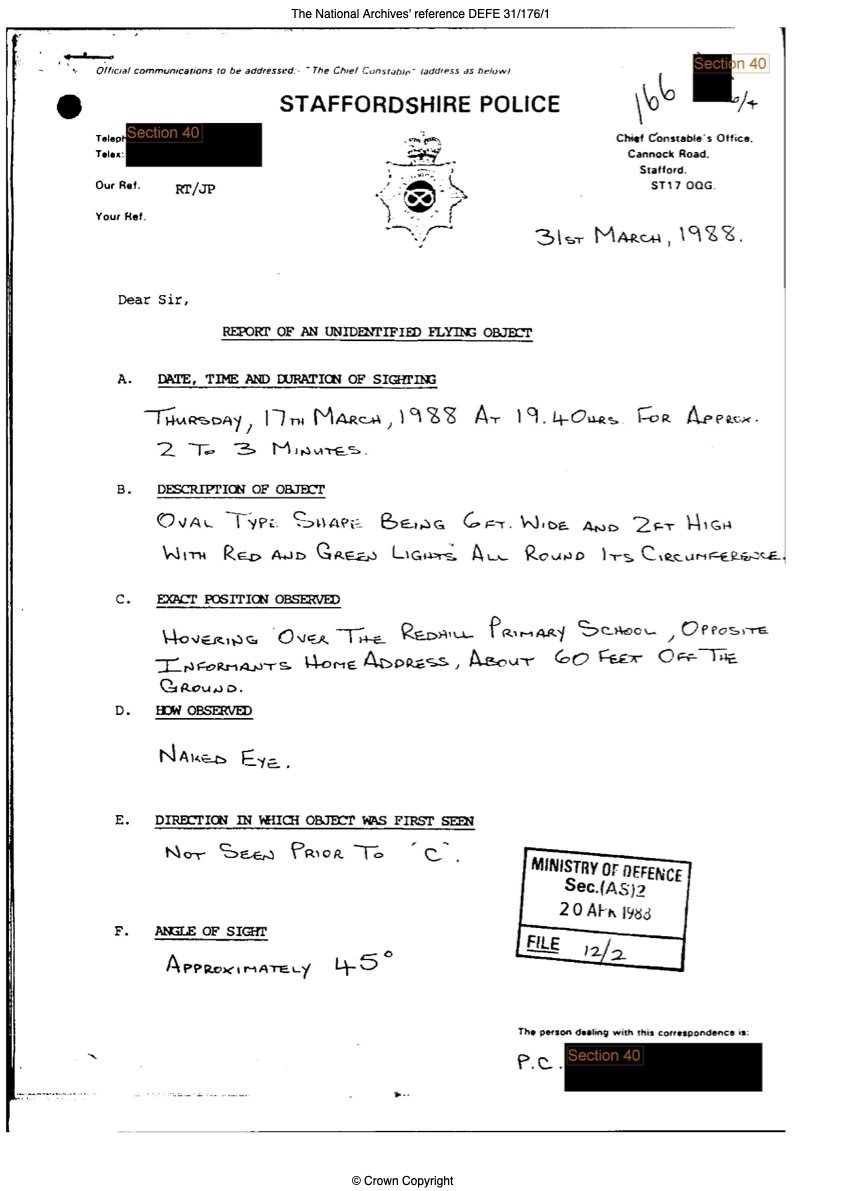 The National Archives' reference DEFE 31/176/1
Official communications to be addressed:- "The Chief Constable" (address as below)
Section 40
166
STAFFORDSHIRE POLICE
Section 40
Teleph
Telex:
Chief Constable's Office,
Cannock Road,
Stafford.
ST17 0QG.
Our Ref. RT/JP
Your Ref.
31st March, 1988.
Dear Sir,
REPORT OF AN UNIDENTIFIED FLYING OBJECT
A. DATE, TIME AND DURATION OF SIGHTING
Thursday, 17th March, 1988 At 19.40hrs. For Approx.
2 To 3 Minutes.
B. DESCRIPTION OF OBJECT
Oval Type Shape Being 6ft. Wide and 2ft High
With Red and Green Lights All Round Its Circumference.
C. EXACT POSITION OBSERVED
Hovering Over The Redhill Primary School, Opposite
Informants Home Address, About 60 Feet Off The
Ground.
D. HOW OBSERVED
Naked Eye.
E. DIRECTION IN WHICH OBJECT WAS FIRST SEEN
Not Seen Prior To "C".
MINISTRY OF DEFENCE
Sec.(AS)2
20 APR 1988
FILE 12/2
F. ANGLE OF SIGHT
Approximately 45°
The person dealing with this correspondence is:
P.C. Section 40
© Crown Copyright